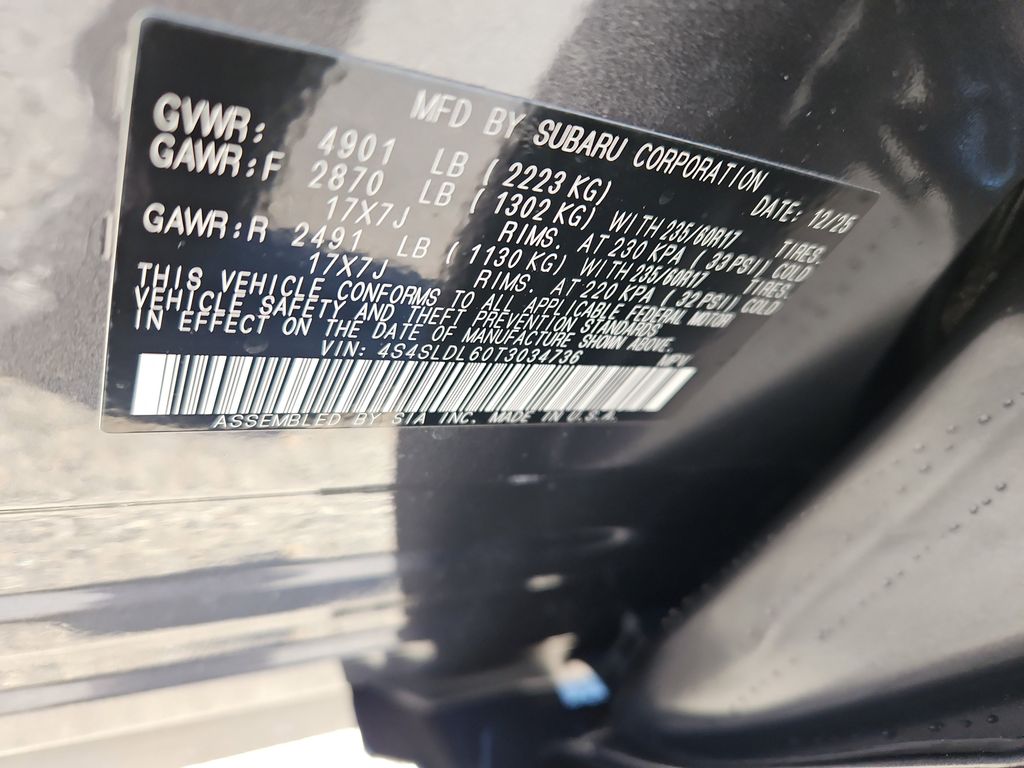 MFD BY SUBARU CORPORATION
DATE: 12/25
GVWR: 4901 LB ( 2223 KG)
GAWR:F 2870 LB ( 1302 KG) WITH 235/60R17 TIRES.
17X7J RIMS. AT 230 KPA ( 33 PSI) COLD
GAWR:R 2491 LB ( 1130 KG) WITH 235/60R17 TIRES.
17X7J RIMS. AT 220 KPA ( 32 PSI) COLD
THIS VEHICLE CONFORMS TO ALL APPLICABLE FEDERAL MOTOR
VEHICLE SAFETY AND THEFT PREVENTION STANDARDS
IN EFFECT ON THE DATE OF MANUFACTURE SHOWN ABOVE.
VIN: 4S4SLDL60T3034736 MPV
ASSEMBLED BY SIA INC. MADE IN U.S.A.